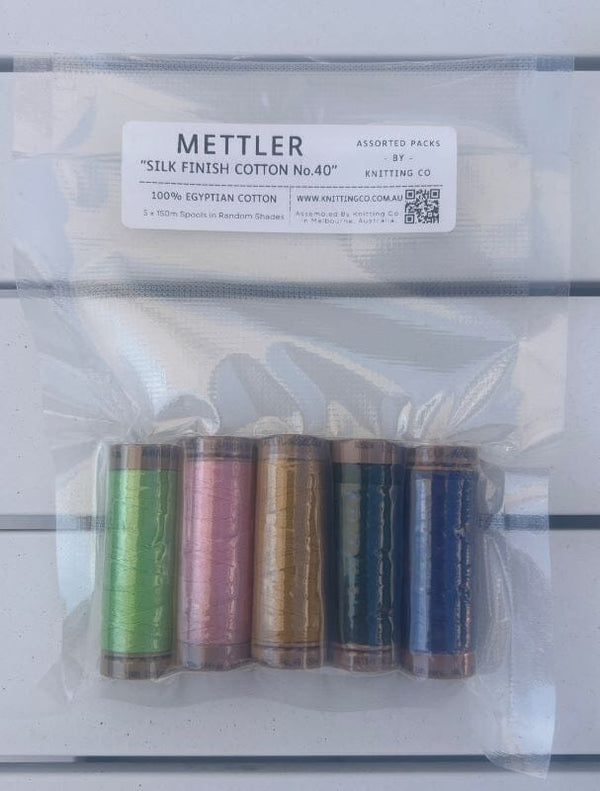 METTLER
"SILK FINISH COTTON No.40"
ASSORTED PACKS
- BY -
KNITTING CO
100% EGYPTIAN COTTON
5 x 150m Spools in Random Shades
WWW.KNITTINGCO.COM.AU
Assembled By Knitting Co
in Melbourne, Australia